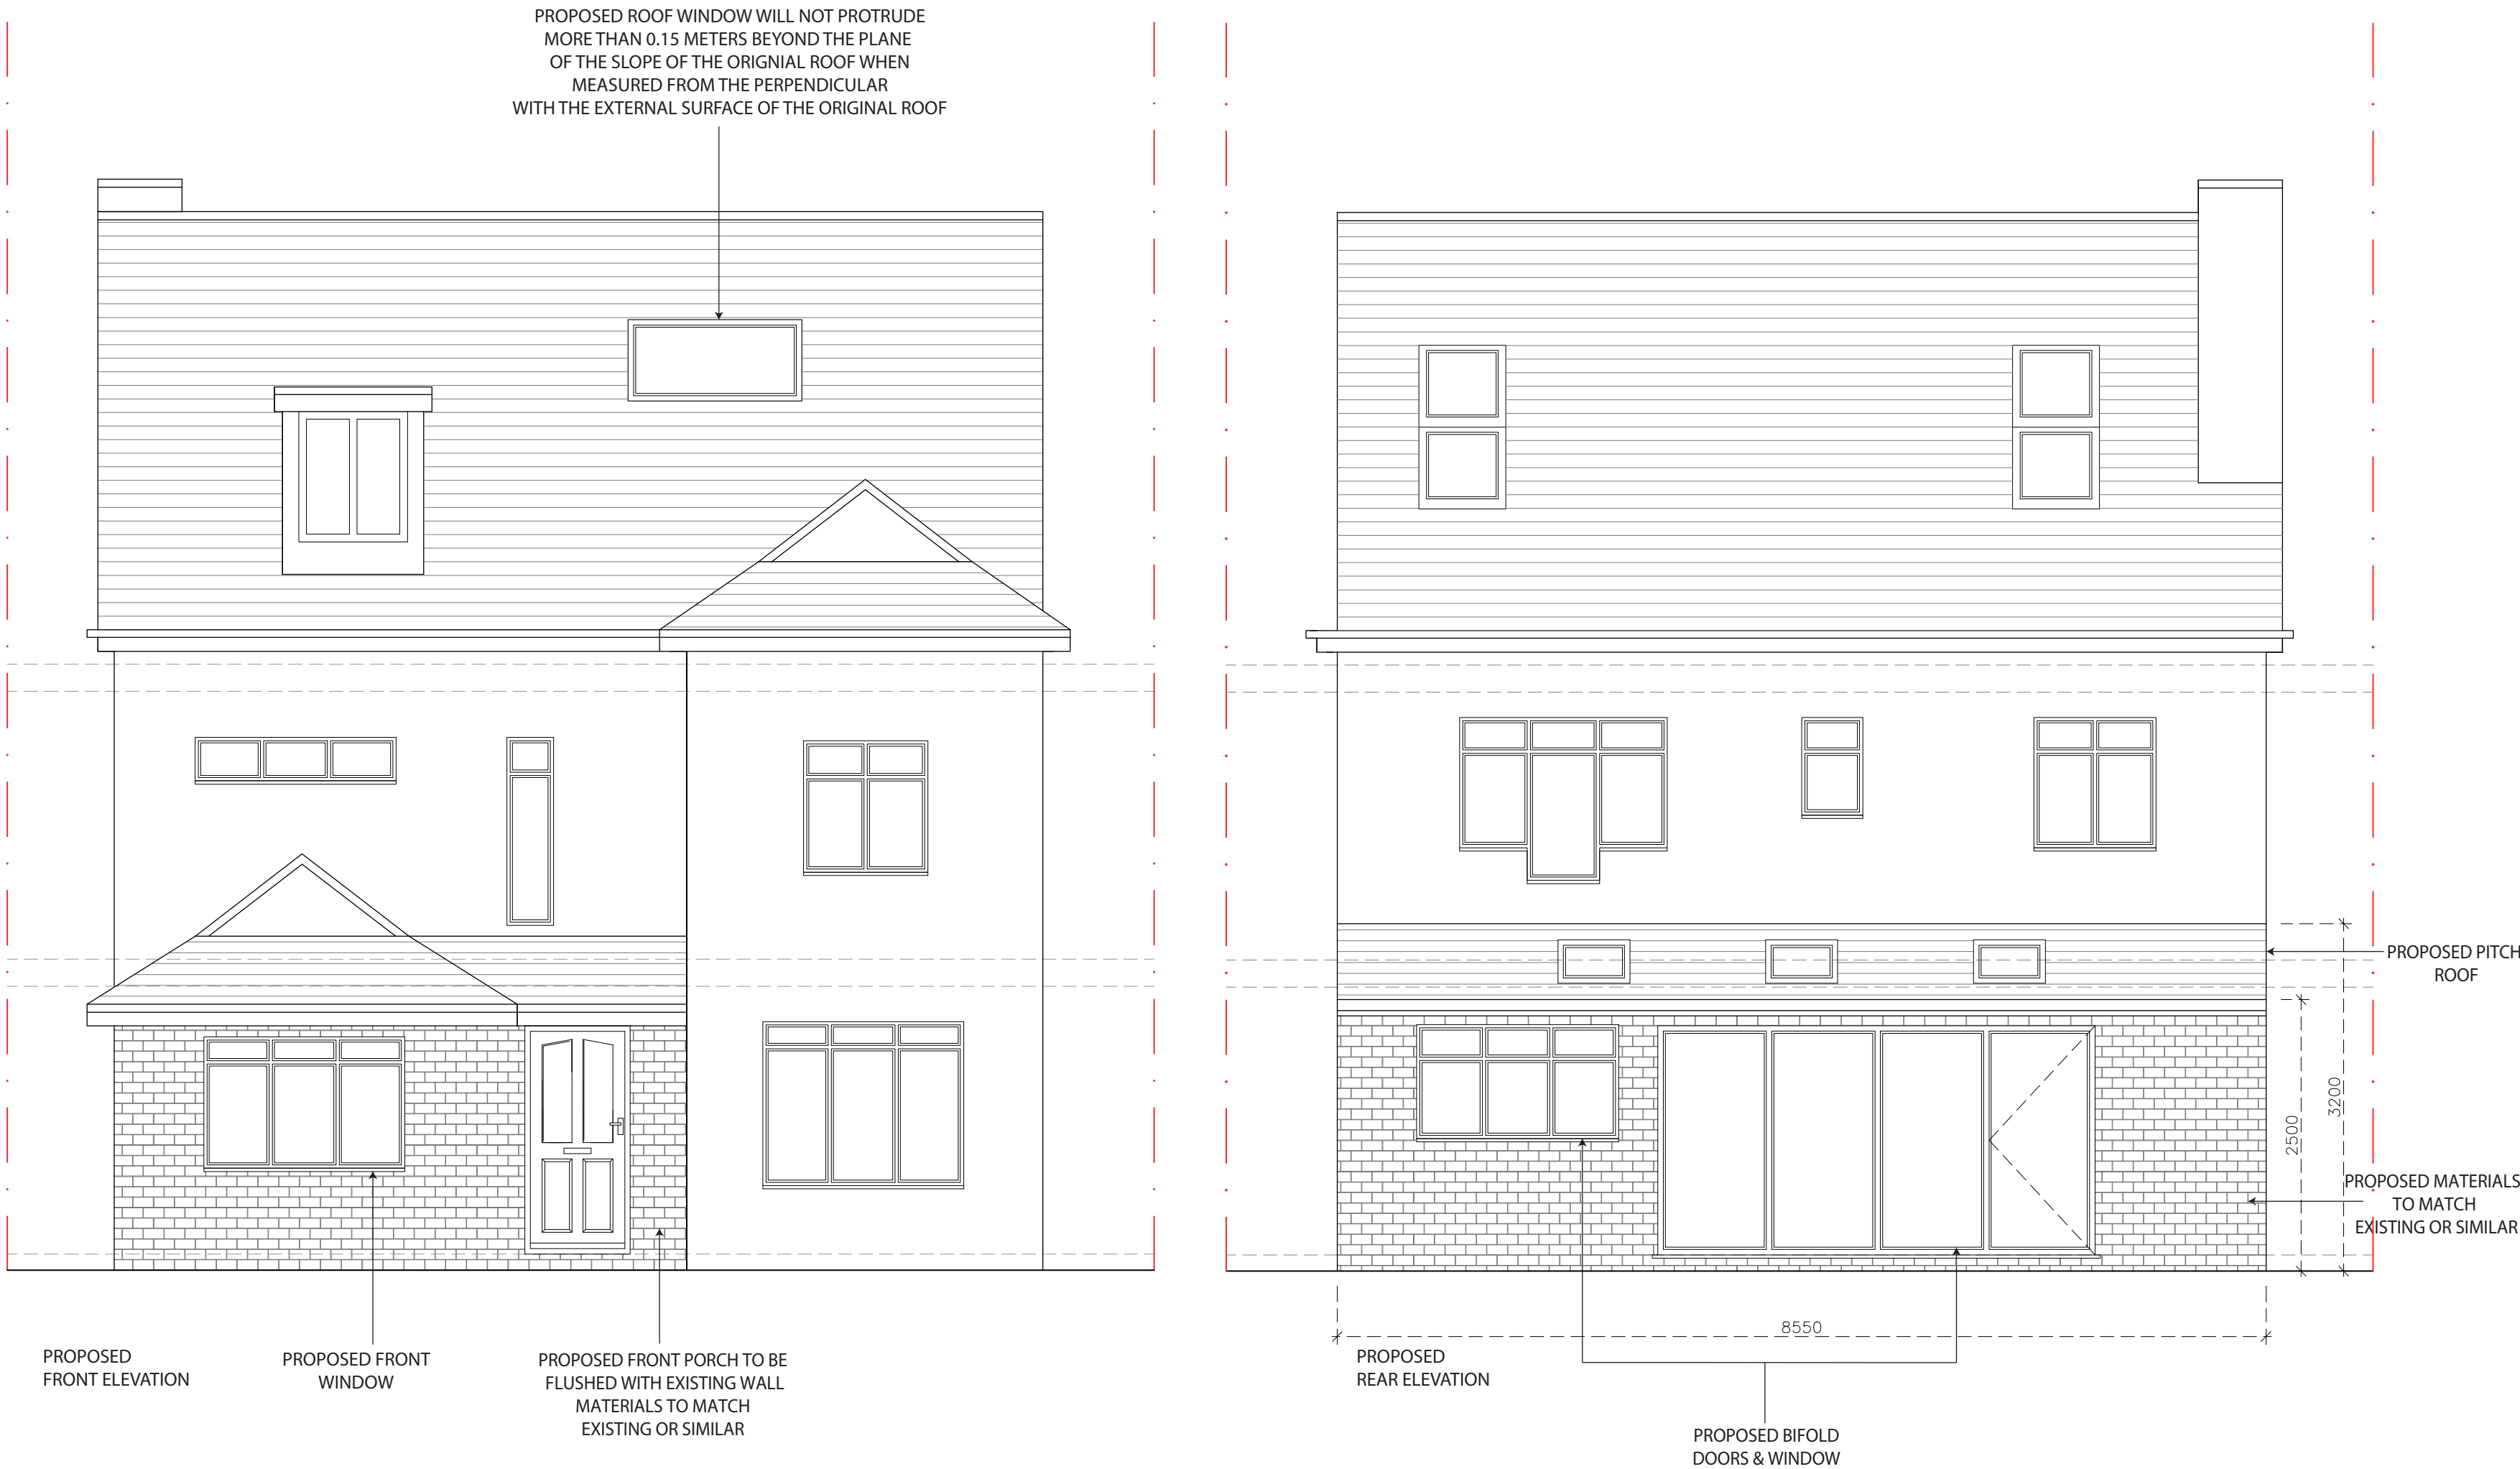 PROPOSED ROOF WINDOW WILL NOT PROTRUDE
MORE THAN 0.15 METERS BEYOND THE PLANE
OF THE SLOPE OF THE ORIGNIAL ROOF WHEN
MEASURED FROM THE PERPENDICULAR
WITH THE EXTERNAL SURFACE OF THE ORIGINAL ROOF
PROPOSED PITCH
ROOF
3200
2500
PROPOSED MATERIALS
TO MATCH
EXISTING OR SIMILAR
8550
PROPOSED
FRONT ELEVATION
PROPOSED FRONT
WINDOW
PROPOSED FRONT PORCH TO BE
FLUSHED WITH EXISTING WALL
MATERIALS TO MATCH
EXISTING OR SIMILAR
PROPOSED
REAR ELEVATION
PROPOSED BIFOLD
DOORS & WINDOW